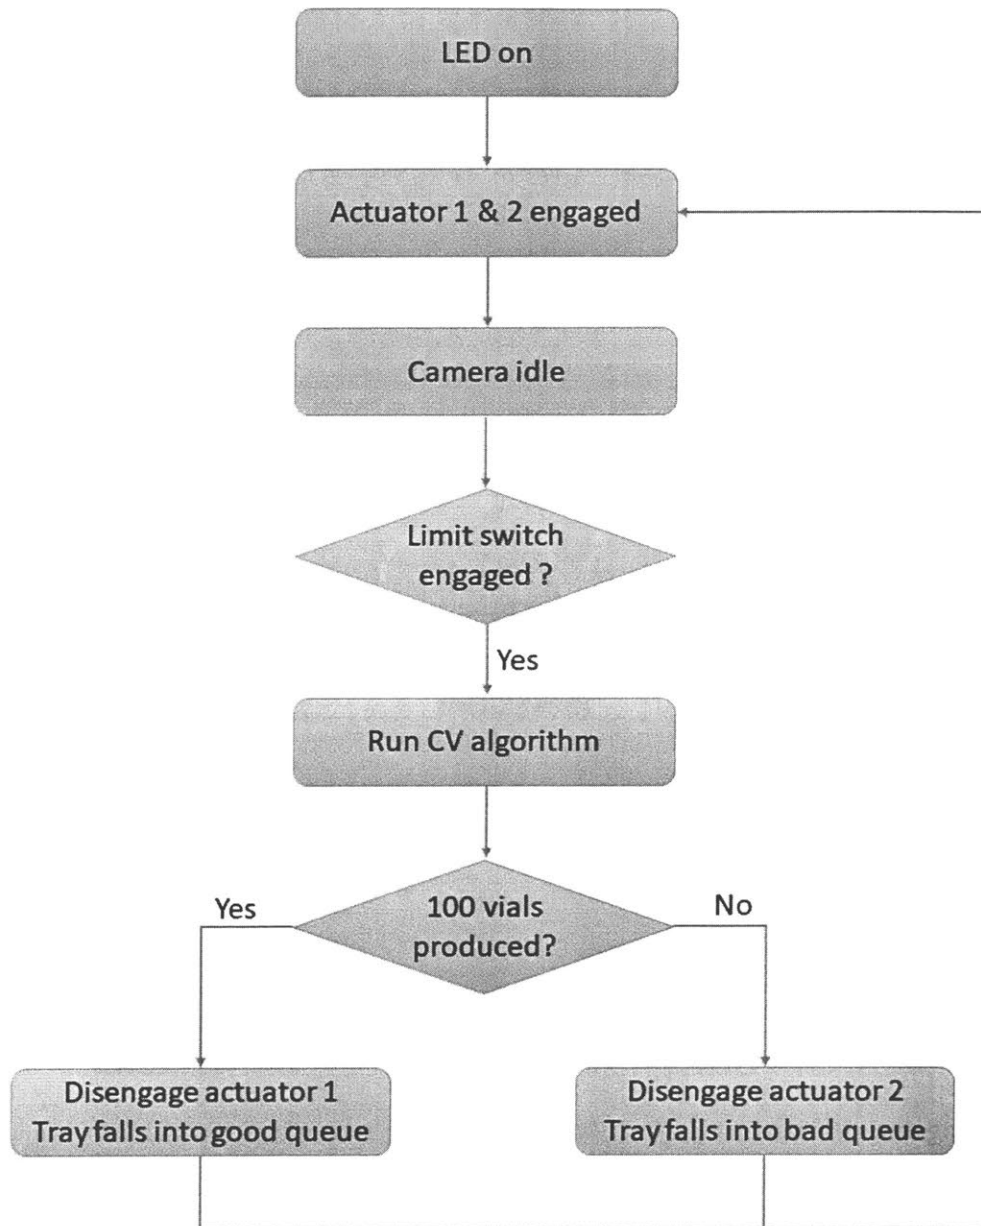 LED on
Actuator 1 & 2 engaged
Camera idle
Limit switch
engaged ?
Yes
Run CV algorithm
Yes
100 vials
produced?
No
Disengage actuator 1
Tray falls into good queue
Disengage actuator 2
Tray falls into bad queue